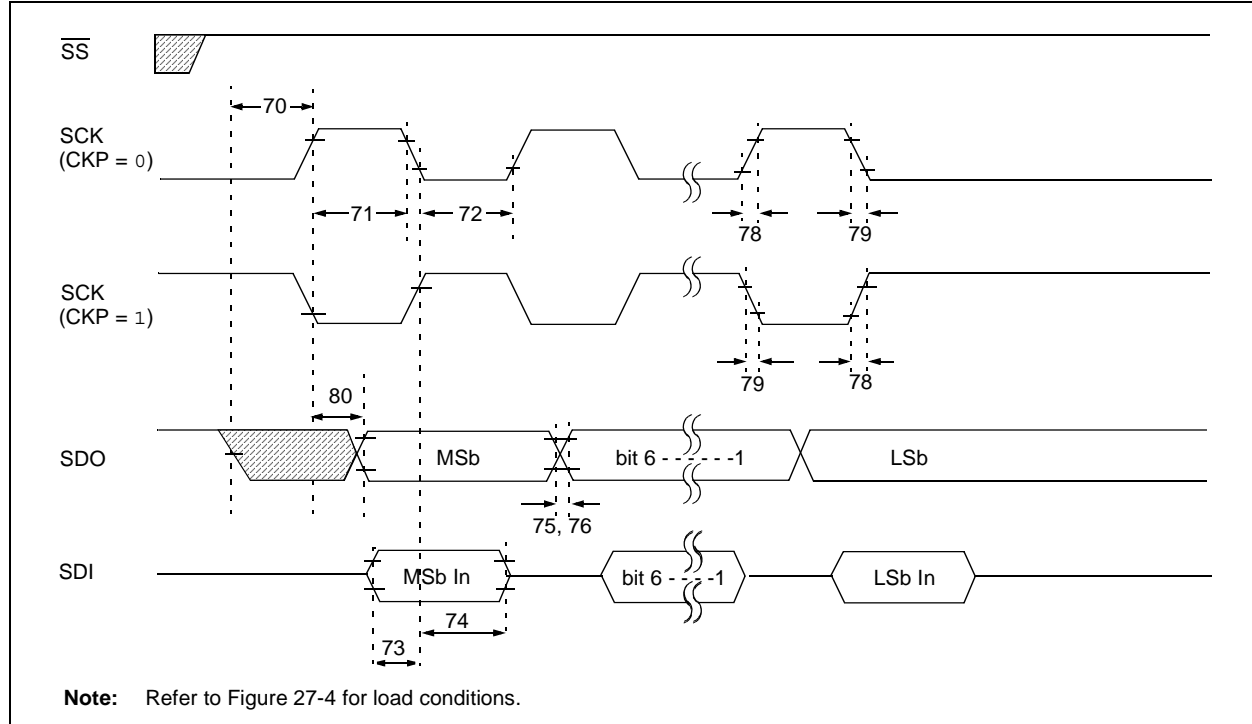 SS
70
SCK
(CKP = 0)
71
72
78
79
SCK
(CKP = 1)
79
78
80
SDO
MSb
bit 6 - - - - - -1
LSb
75, 76
SDI
MSb In
bit 6 - - - -1
LSb In
74
73
Note: Refer to Figure 27-4 for load conditions.